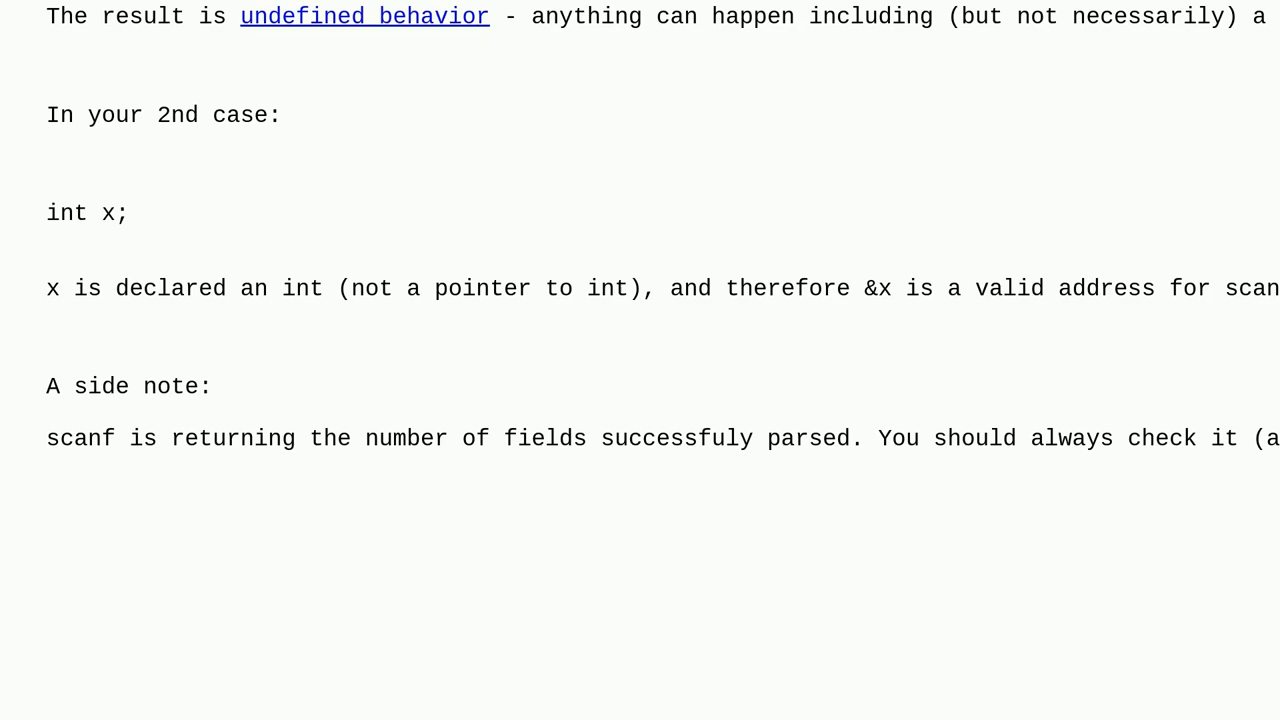 The result is undefined behavior - anything can happen including (but not necessarily) a
In your 2nd case:
int x;
x is declared an int (not a pointer to int), and therefore &x is a valid address for scan
A side note:
scanf is returning the number of fields successfuly parsed. You should always check it (a